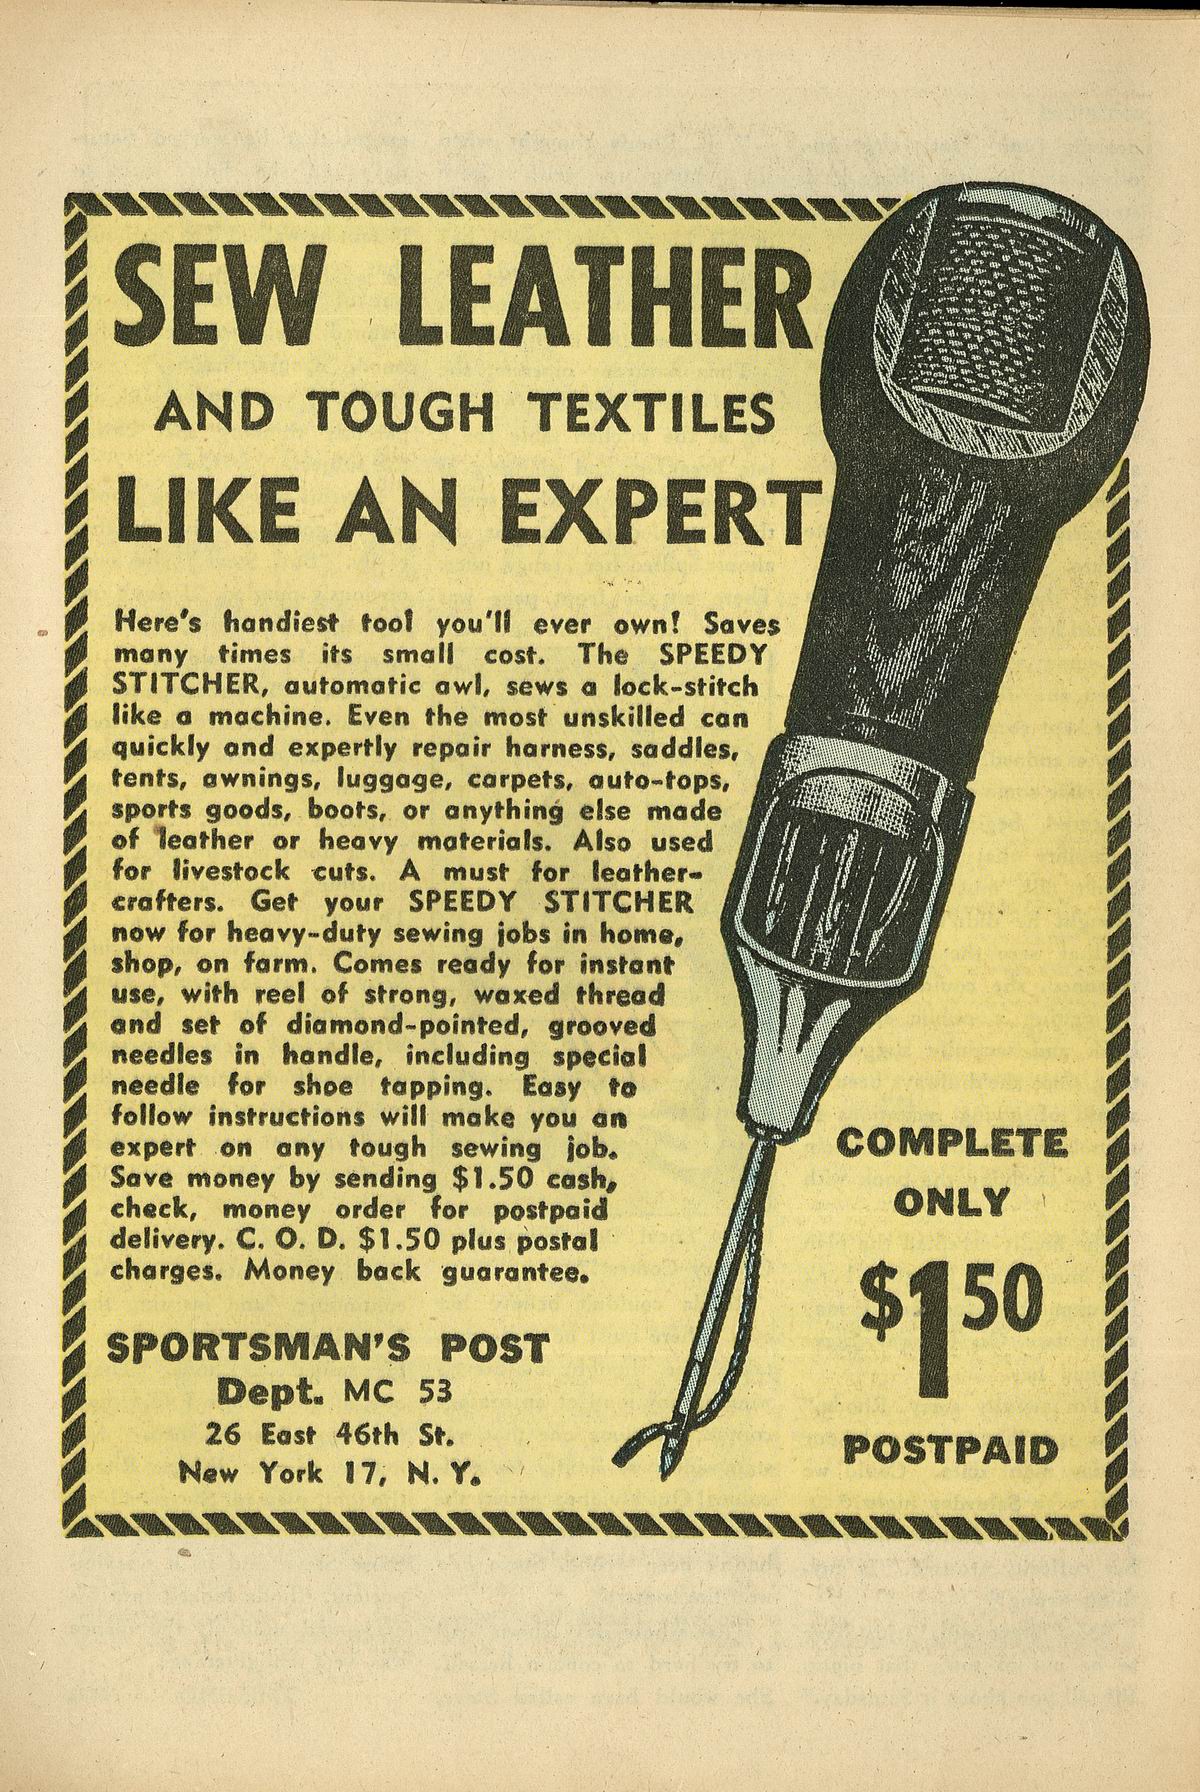 SEW LEATHER
AND TOUGH TEXTILES
LIKE AN EXPERT
Here's handiest tool you'll ever own! Saves
many times its small cost. The SPEEDY
STITCHER, automatic awl, sews a lock-stitch
like a machine. Even the most unskilled can
quickly and expertly repair harness, saddles,
tents, awnings, luggage, carpets, auto-tops,
sports goods, boots, or anything else made
of leather or heavy materials. Also used
for livestock cuts. A must for leather-
crafters. Get your SPEEDY STITCHER
now for heavy-duty sewing jobs in home,
shop, on farm. Comes ready for instant
use, with reel of strong, waxed thread
and set of diamond-pointed, grooved
needles in handle, including special
needle for shoe tapping. Easy to
follow instructions will make you an
expert on any tough sewing job.
Save money by sending $1.50 cash,
check, money order for postpaid
delivery. C. O. D. $1.50 plus postal
charges. Money back guarantee.
SPORTSMAN'S POST
Dept. MC 53
26 East 46th St.
New York 17, N. Y.
COMPLETE
ONLY
$1 50
POSTPAID